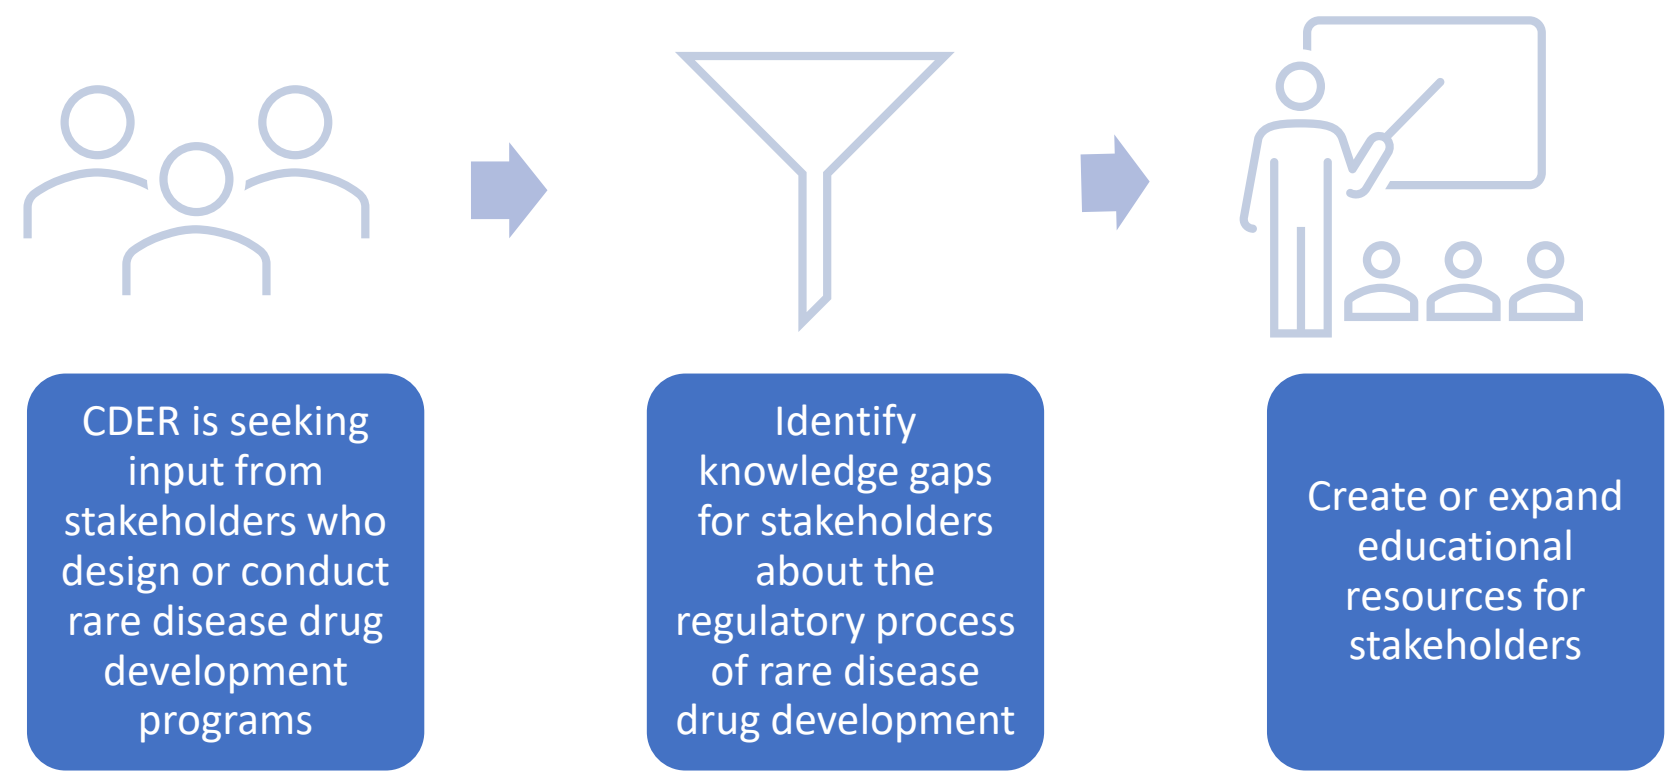 CDER is seeking
input from
stakeholders who
design or conduct
rare disease drug
development
programs
Identify
knowledge gaps
for stakeholders
about the
regulatory process
of rare disease
drug development
Create or expand
educational
resources for
stakeholders